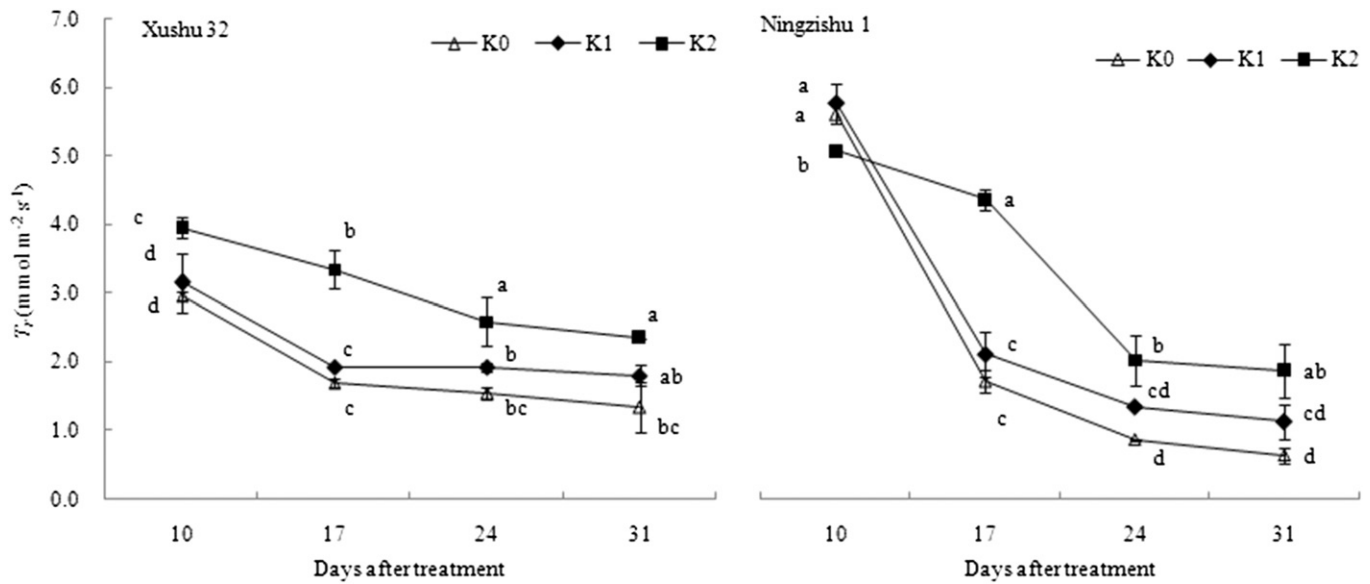 Xushu 32
K0 K1 K2
Ningzishu 1
K0 K1 K2
7.0
6.0
5.0
4.0
3.0
2.0
1.0
0.0
Tr (mmol m-2 s-1)
c
d
d
b
c
c
a
b
bc
a
ab
bc
10 17 24 31
Days after treatment
a
a
b
a
c
c
b
cd
d
ab
cd
d
10 17 24 31
Days after treatment